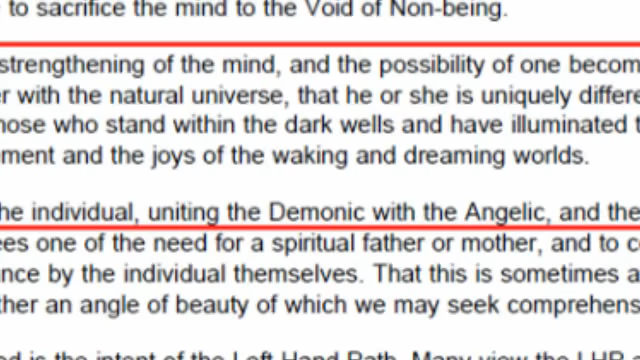 to sacrifice the mind to the Void of Non-being.
strengthening of the mind, and the possibility of one becom
r with the natural universe, that he or she is uniquely differe
hose who stand within the dark wells and have illuminated t
ment and the joys of the waking and dreaming worlds.
he individual, uniting the Demonic with the Angelic, and the
es one of the need for a spiritual father or mother, and to c
ance by the individual themselves. That this is sometimes a
ther an angle of beauty of which we may seek comprehens
ed is the intent of the Left Hand Path. Many view the LHP a